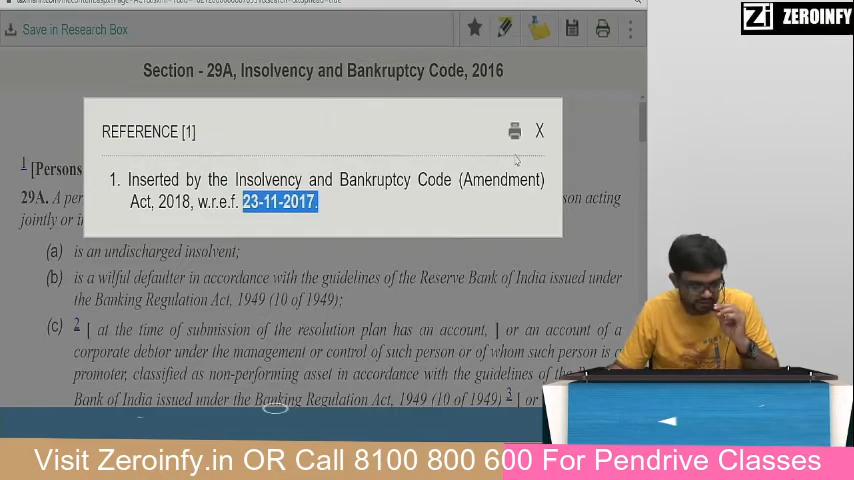 Save in Research Box
Zi ZEROINFY
Section - 29A, Insolvency and Bankruptcy Code, 2016
REFERENCE [1]
X
1. Inserted by the Insolvency and Bankruptcy Code (Amendment)
Act, 2018, w.r.e.f. 23-11-2017.
1 [Persons
29A. A per
son acting
jointly or i
(a) is an undischarged insolvent;
(b) is a wilful defaulter in accordance with the guidelines of the Reserve Bank of India issued under
the Banking Regulation Act, 1949 (10 of 1949);
(c) 2 [ at the time of submission of the resolution plan has an account, ] or an account of a
corporate debtor under the management or control of such person or of whom such person is a
promoter, classified as non-performing asset in accordance with the guidelines of the
Bank of India issued under the Banking Regulation Act, 1949 (10 of 1949) 3 [ or
Visit Zeroinfy.in OR Call 8100 800 600 For Pendrive Classes